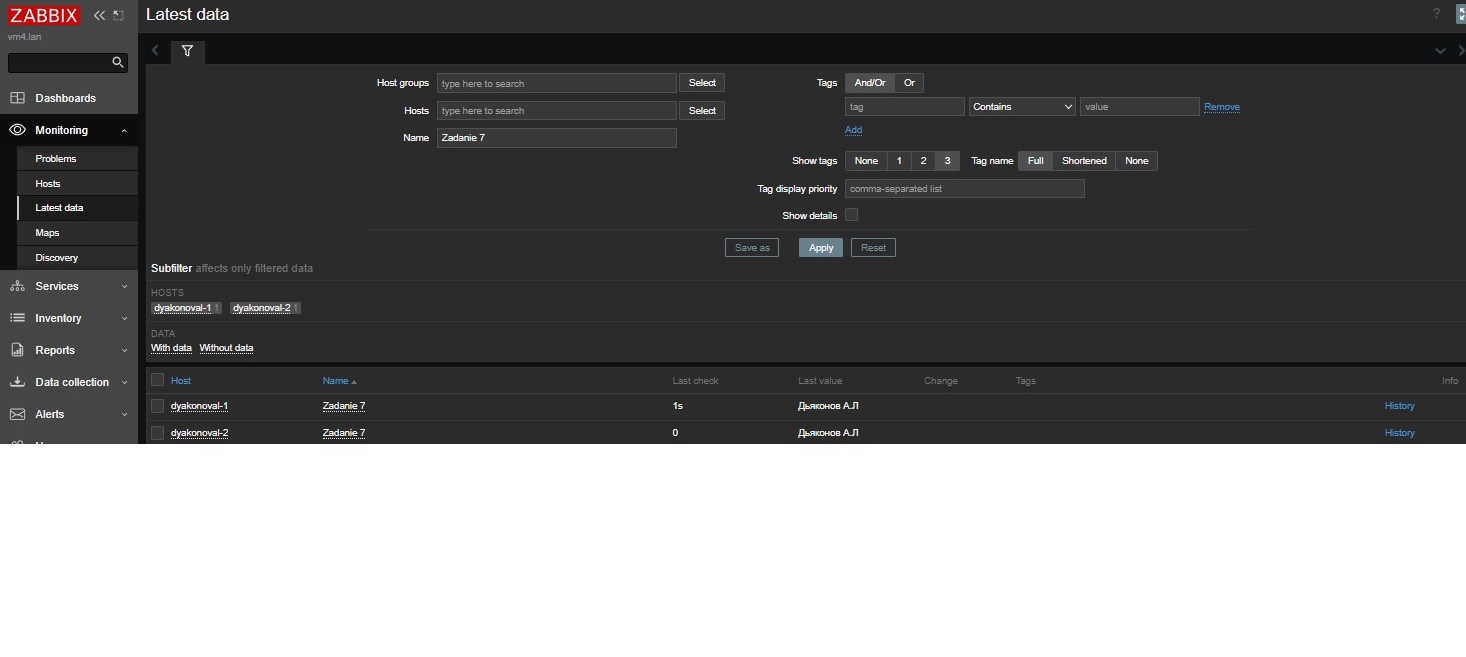 ZABBIX
vm4.lan
Dashboards
Monitoring
Problems
Hosts
Latest data
Maps
Discovery
Services
Inventory
Reports
Data collection
Alerts
Latest data
?
Host groups type here to search Select
Hosts type here to search Select
Name Zadanie 7
Tags And/Or Or
tag Contains value Remove
Add
Show tags None 1 2 3 Tag name Full Shortened None
Tag display priority comma-separated list
Show details
Save as Apply Reset
Subfilter affects only filtered data
HOSTS
dyakonoval-1 1 dyakonoval-2 1
DATA
With data Without data
Host Name Last check Last value Change Tags Info
dyakonoval-1 Zadanie 7 1s Дьяконов А.Л History
dyakonoval-2 Zadanie 7 0 Дьяконов А.Л History